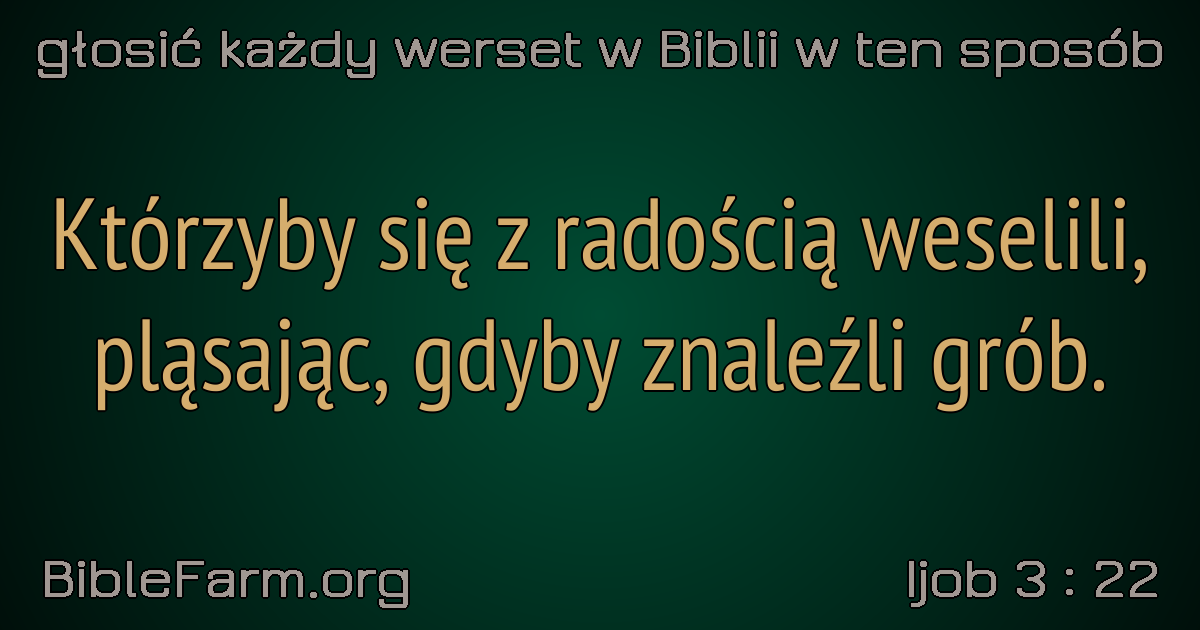 głosić każdy werset w Biblii w ten sposób
Którzyby się z radością weselili,
pląsając, gdyby znaleźli grób.
BibleFarm.org
Ijob 3 : 22